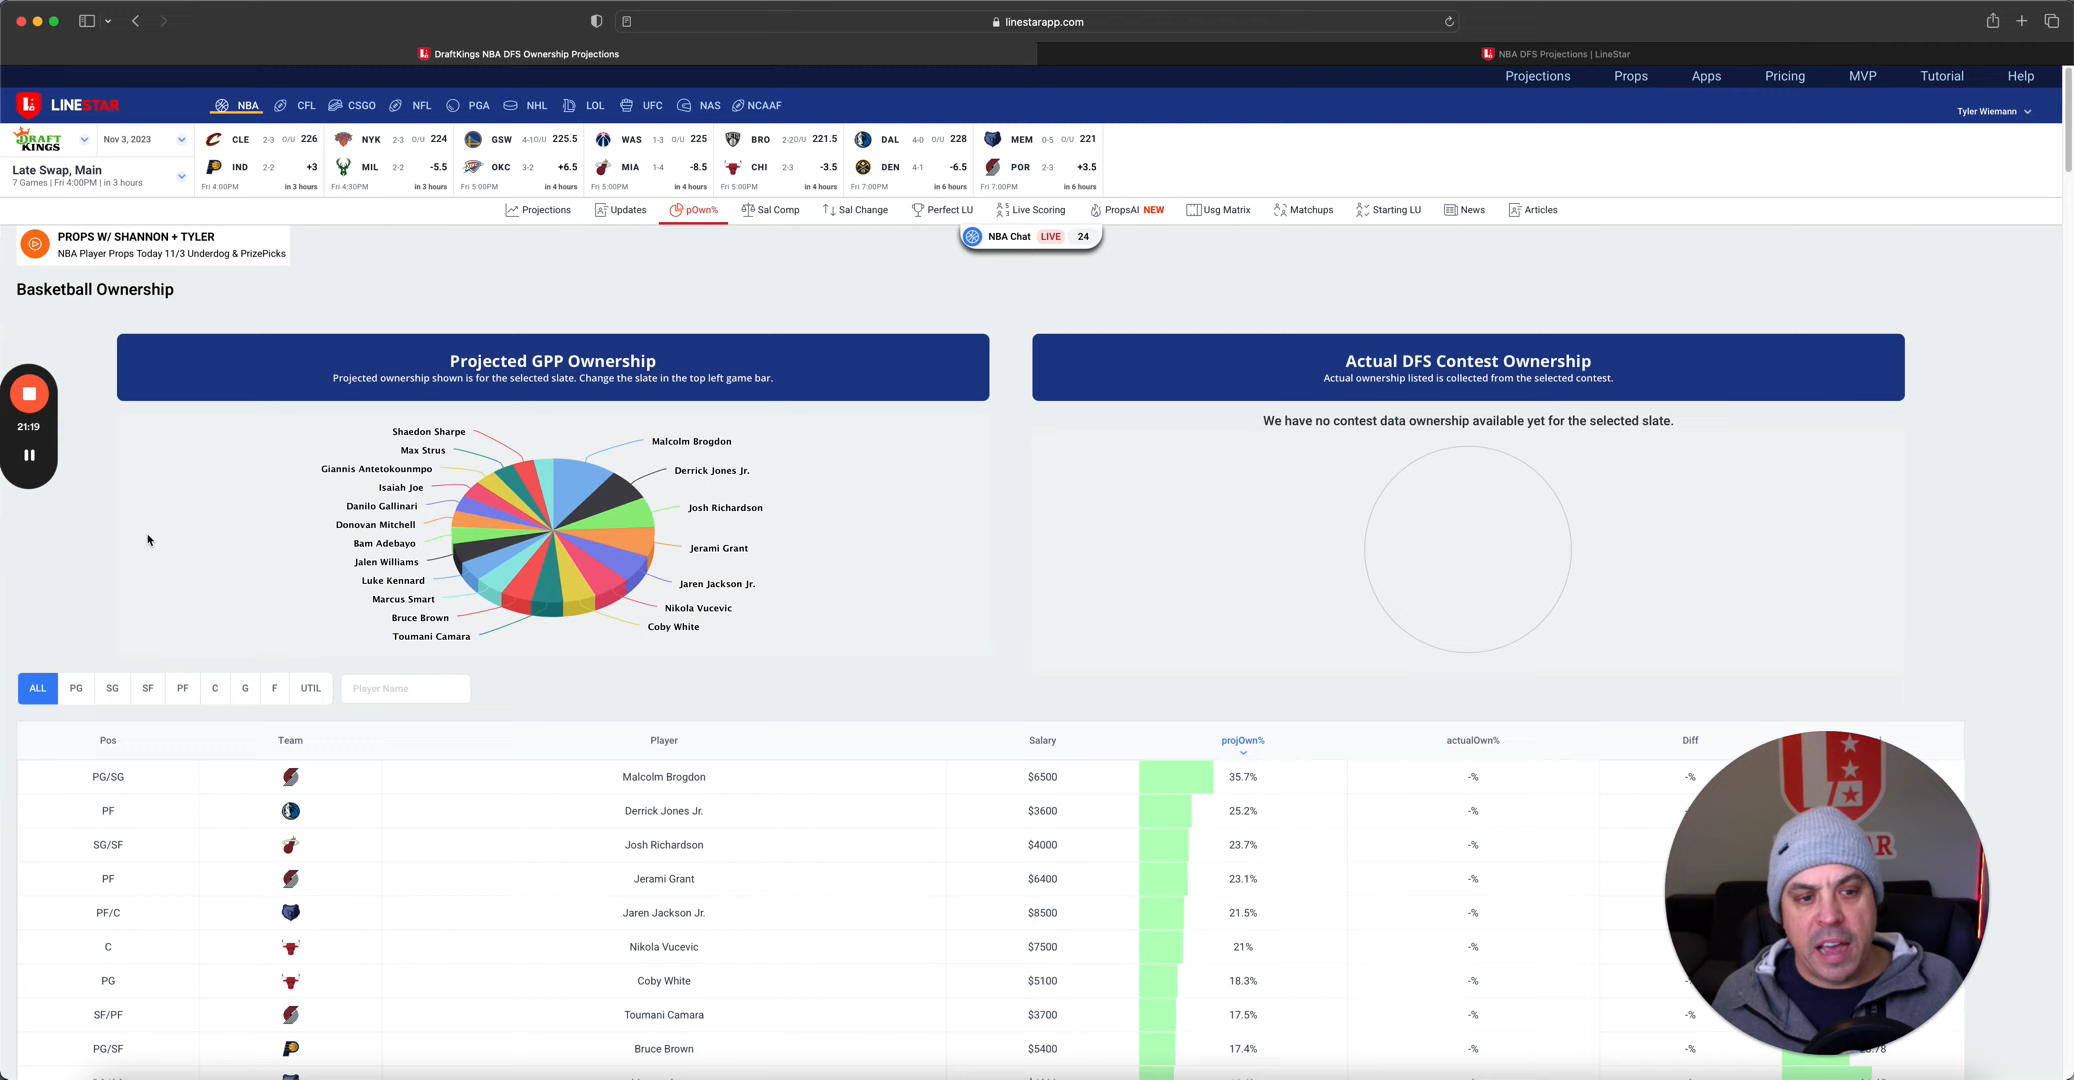 linestarapp.com
DraftKings NBA DFS Ownership Projections
NBA DFS Projections | LineStar
Projections Props Apps Pricing MVP Tutorial Help
LINESTAR NBA CFL CSGO NFL PGA NHL LOL UFC NAS NCAAF
Tyler Wiemann
DRAFT KINGS
Nov 3, 2023
Late Swap, Main
7 Games | Fri 4:00PM | in 3 hours
CLE 2-3 O/U 226
IND 2-2 +3
Fri 4:00PM in 3 hours
NYK 2-3 O/U 224
MIL 2-2 -5.5
Fri 4:30PM in 3 hours
GSW 4-1 O/U 225.5
OKC 3-2 +6.5
Fri 5:00PM in 4 hours
WAS 1-3 O/U 225
MIA 1-4 -8.5
Fri 5:00PM in 4 hours
BRO 2-2 O/U 221.5
CHI 2-3 -3.5
Fri 5:00PM in 4 hours
DAL 4-0 O/U 228
DEN 4-1 -6.5
Fri 7:00PM in 6 hours
MEM 0-5 O/U 221
POR 2-3 +3.5
Fri 7:00PM in 6 hours
Projections Updates pOwn% Sal Comp Sal Change Perfect LU Live Scoring PropsAI NEW Usg Matrix Matchups Starting LU News Articles
PROPS W/ SHANNON + TYLER
NBA Player Props Today 11/3 Underdog & PrizePicks
NBA Chat LIVE 24
Basketball Ownership
Projected GPP Ownership
Projected ownership shown is for the selected slate. Change the slate in the top left game bar.
Actual DFS Contest Ownership
Actual ownership listed is collected from the selected contest.
We have no contest data ownership available yet for the selected slate.
21:19
Shaedon Sharpe
Max Strus
Giannis Antetokounmpo
Isaiah Joe
Danilo Gallinari
Donovan Mitchell
Bam Adebayo
Jalen Williams
Luke Kennard
Marcus Smart
Bruce Brown
Toumani Camara
Malcolm Brogdon
Derrick Jones Jr.
Josh Richardson
Jerami Grant
Jaren Jackson Jr.
Nikola Vucevic
Coby White
ALL PG SG SF PF C G F UTIL Player Name
Pos Team Player Salary projOwn% actualOwn% Diff
PG/SG Malcolm Brogdon $6500 35.7% -% -%
PF Derrick Jones Jr. $3600 25.2% -%
SG/SF Josh Richardson $4000 23.7% -%
PF Jerami Grant $6400 23.1% -%
PF/C Jaren Jackson Jr. $8500 21.5% -%
C Nikola Vucevic $7500 21% -%
PG Coby White $5100 18.3% -%
SF/PF Toumani Camara $3700 17.5% -% -%
PG/SF Bruce Brown $5400 17.4% -% -%